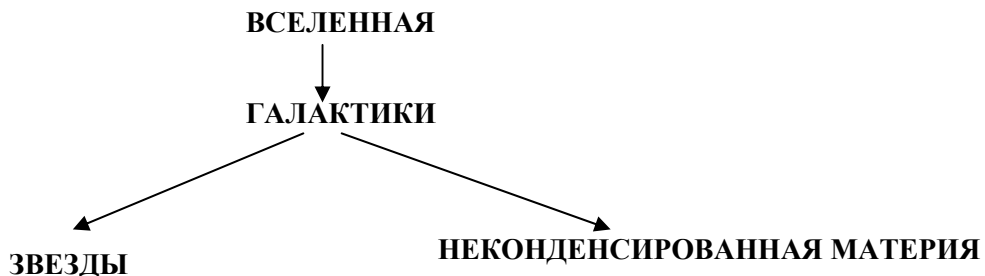 ВСЕЛЕННАЯ
ГАЛАКТИКИ
ЗВЕЗДЫ
НЕКОНДЕНСИРОВАННАЯ МАТЕРИЯ